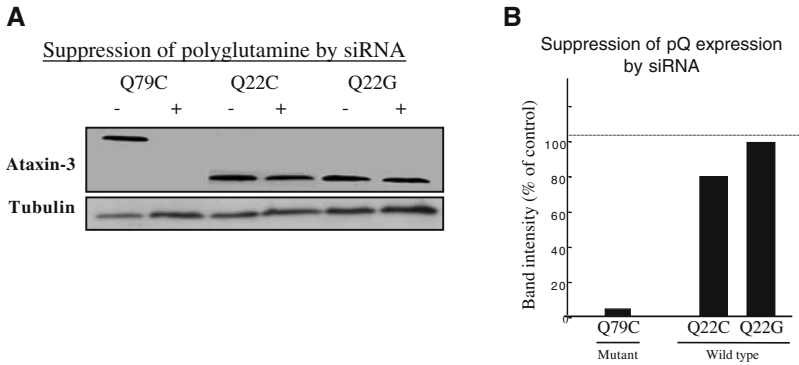 A
Suppression of polyglutamine by siRNA
Q79C Q22C Q22G
- + - + - +
Ataxin-3
Tubulin
B
Suppression of pQ expression
by siRNA
Band intensity (% of control)
100
80
60
40
20
0
Q79C Q22C Q22G
Mutant Wild type